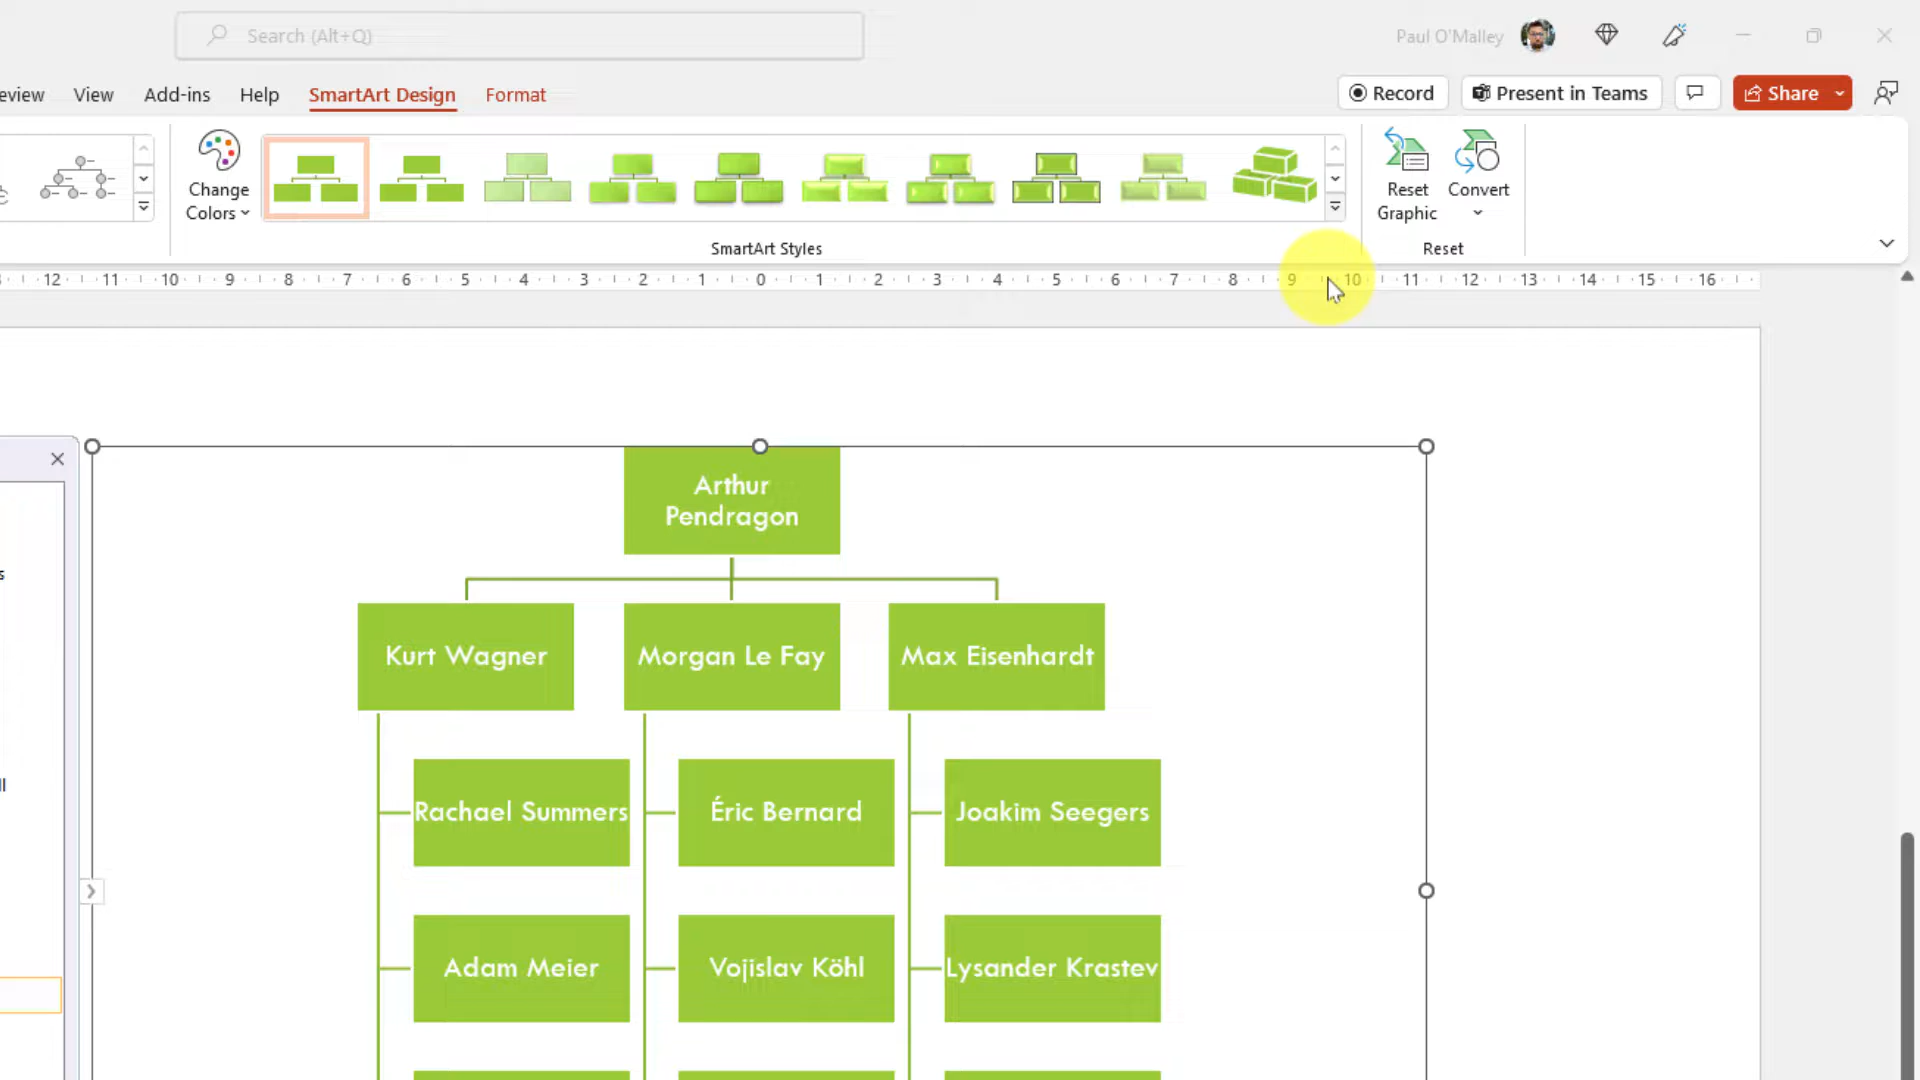 Search (Alt+Q)
Paul O'Malley
eview View Add-ins Help SmartArt Design Format
Record Present in Teams Share
Change
Colors
Reset
Graphic
Convert
SmartArt Styles
Reset
12 11 10 9 8 7 6 5 4 3 2 1 0 1 2 3 4 5 6 7 8 9 10 11 12 13 14 15 16
Arthur
Pendragon
Kurt Wagner Morgan Le Fay Max Eisenhardt
Rachael Summers Éric Bernard Joakim Seegers
Adam Meier Vojislav Köhl Lysander Krastev